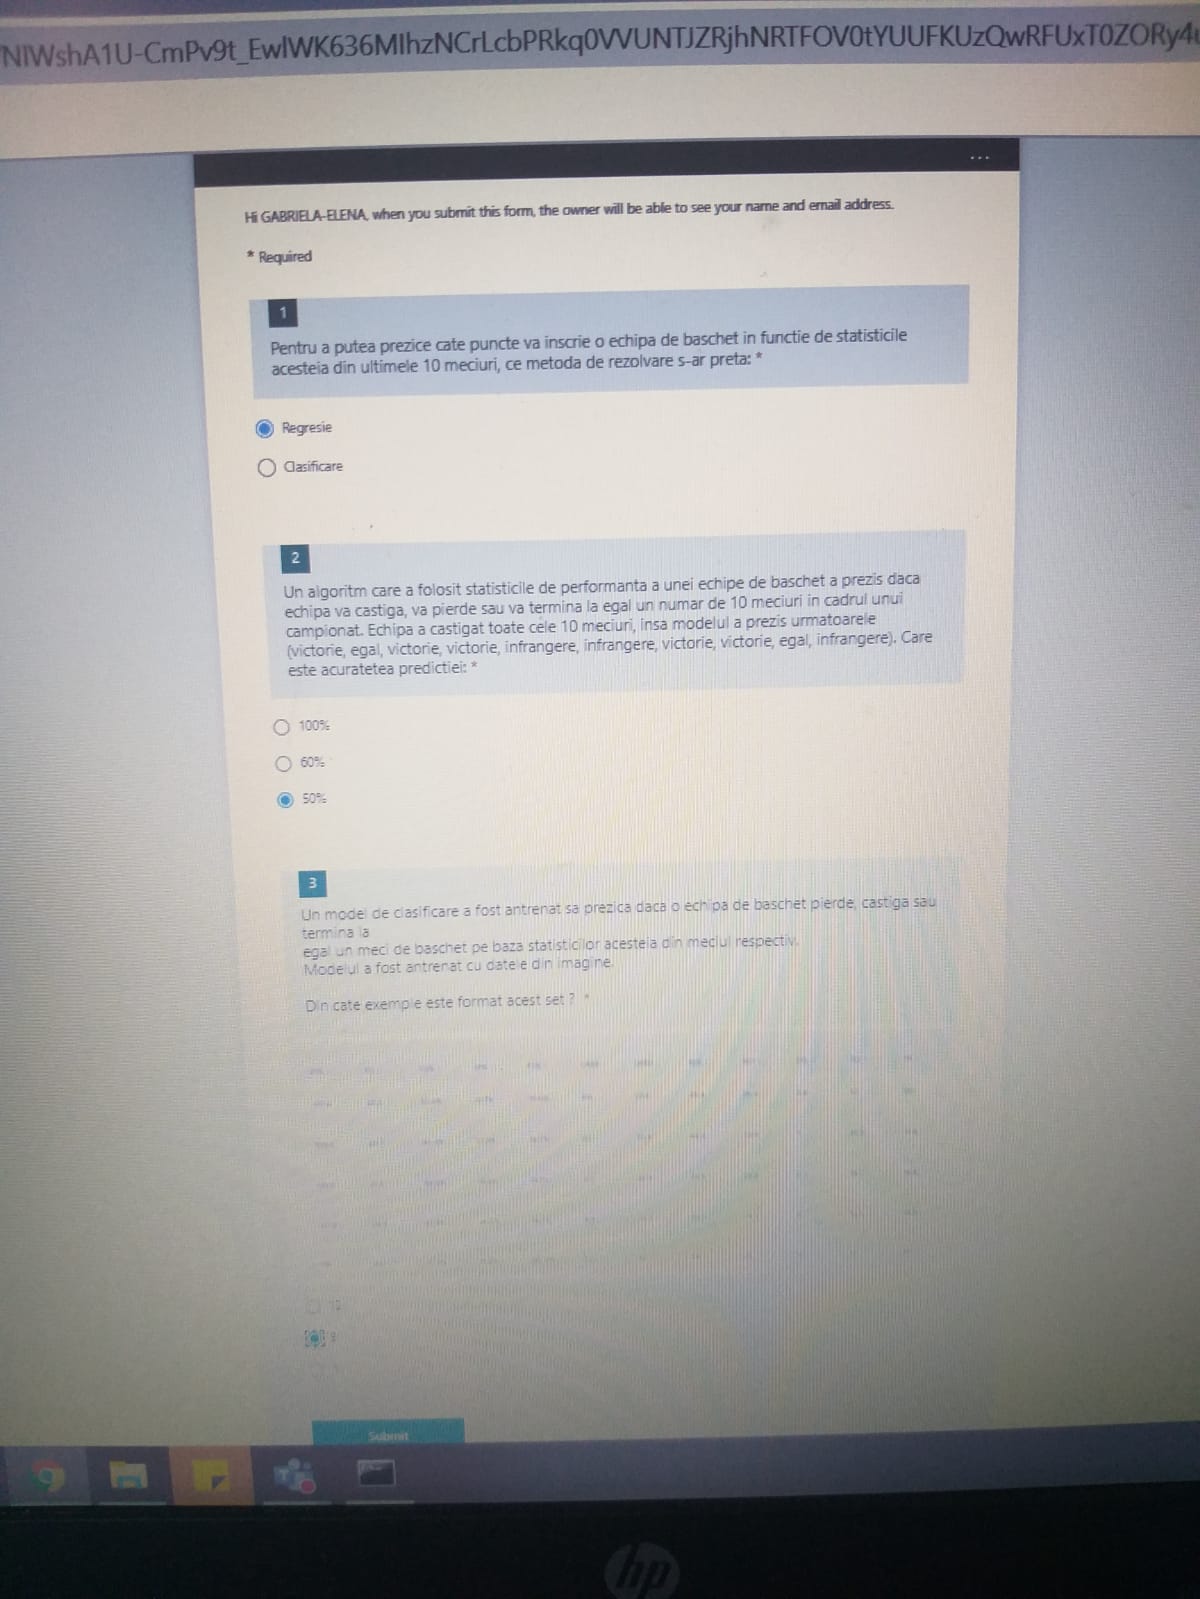 NIWshA1U-CmPv9t_EwlWK636MIhzNCrLcbPRkq0VVUNTJZRjhNRTFOV0tYUUFKUzQwRFUxT0ZORy4u
...
Hi GABRIELA-ELENA, when you submit this form, the owner will be able to see your name and email address.
* Required
1
Pentru a putea prezice cate puncte va inscrie o echipa de baschet in functie de statisticile
acesteia din ultimele 10 meciuri, ce metoda de rezolvare s-ar preta: *
Regresie
Clasificare
2
Un algoritm care a folosit statisticile de performanta a unei echipe de baschet a prezis daca
echipa va castiga, va pierde sau va termina la egal un numar de 10 meciuri in cadrul unui
campionat. Echipa a castigat toate cele 10 meciuri, insa modelul a prezis urmatoarele
(victorie, egal, victorie, victorie, infrangere, infrangere, victorie, victorie, egal, infrangere). Care
este acuratetea predictiei: *
100%
60%
50%
3
Un model de clasificare a fost antrenat sa prezica daca o echipa de baschet pierde, castiga sau
termina la
egal un meci de baschet pe baza statisticilor acesteia din meciul respectiv.
Modelul a fost antrenat cu datele din imagine.
Din cate exemple este format acest set ? *
Submit
hp